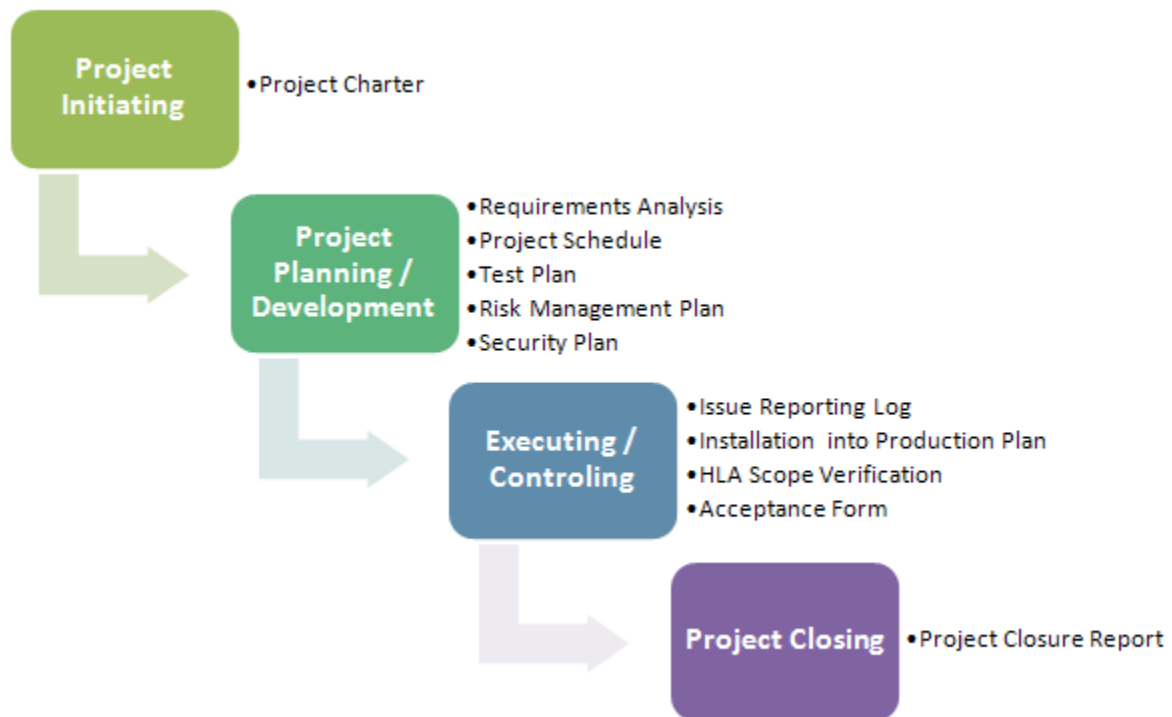 Project
Initiating
•Project Charter
Project
Planning /
Development
•Requirements Analysis
•Project Schedule
•Test Plan
•Risk Management Plan
•Security Plan
Executing /
Controling
•Issue Reporting Log
•Installation into Production Plan
•HLA Scope Verification
•Acceptance Form
Project Closing
•Project Closure Report